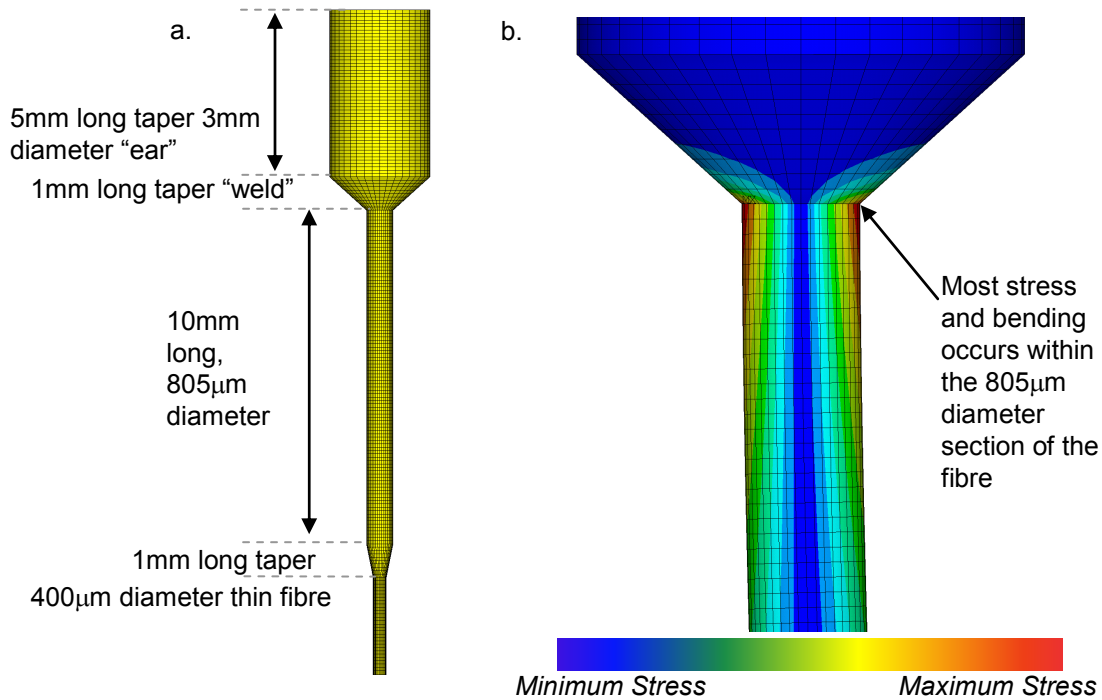 a.
5mm long taper 3mm
diameter “ear”
1mm long taper “weld”
10mm
long,
805μm
diameter
1mm long taper
400μm diameter thin fibre
b.
Most stress
and bending
occurs within
the 805μm
diameter
section of the
fibre
Minimum Stress
Maximum Stress